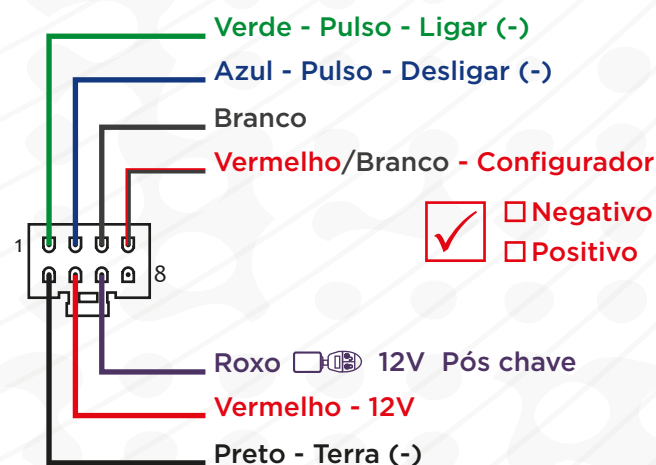 Verde - Pulso - Ligar (-)
Azul - Pulso - Desligar (-)
Branco
Vermelho/Branco - Configurador
Negativo
Positivo
1
8
Roxo 12V Pós chave
Vermelho - 12V
Preto - Terra (-)